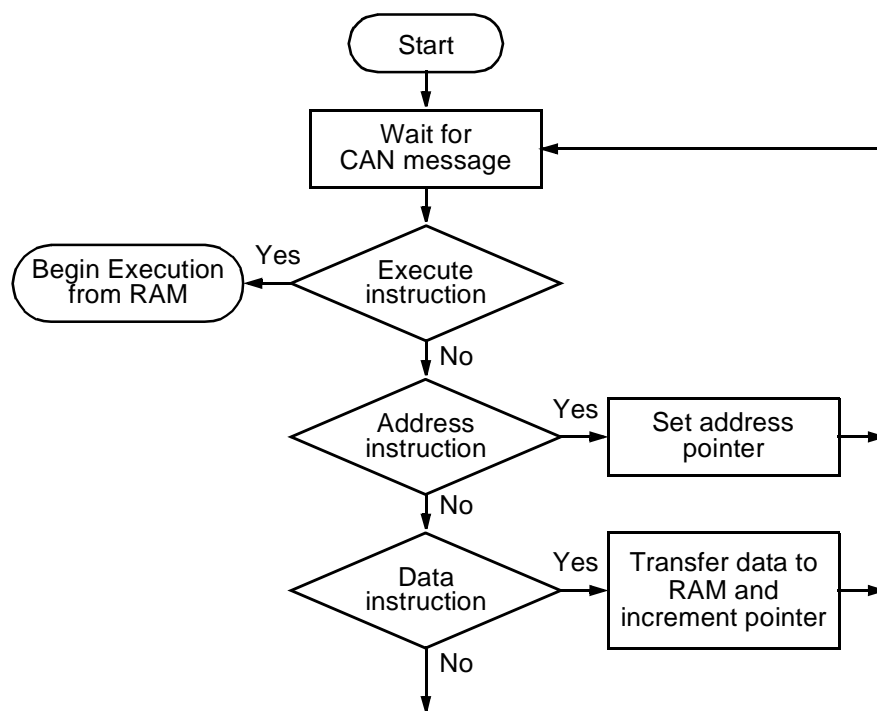 Start
Wait for
CAN message
Yes
Begin Execution
from RAM
Execute
instruction
No
Address
instruction
Yes
Set address
pointer
No
Data
instruction
Yes
Transfer data to
RAM and
increment pointer
No